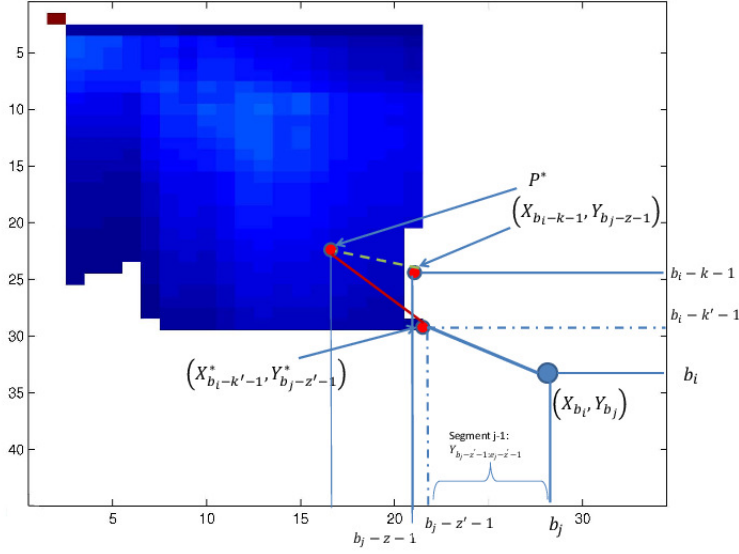 5
10
15
20
25
30
35
40
5
10
15
20
30
P*
(X_{b_i-k-1}, Y_{b_j-z-1})
b_i - k - 1
b_i - k' - 1
(X*_{b_i-k'-1}, Y*_{b_j-z'-1})
b_i
(X_{b_i}, Y_{b_j})
Segment j-1:
b_j - z' - 1
b_j
b_j - z - 1